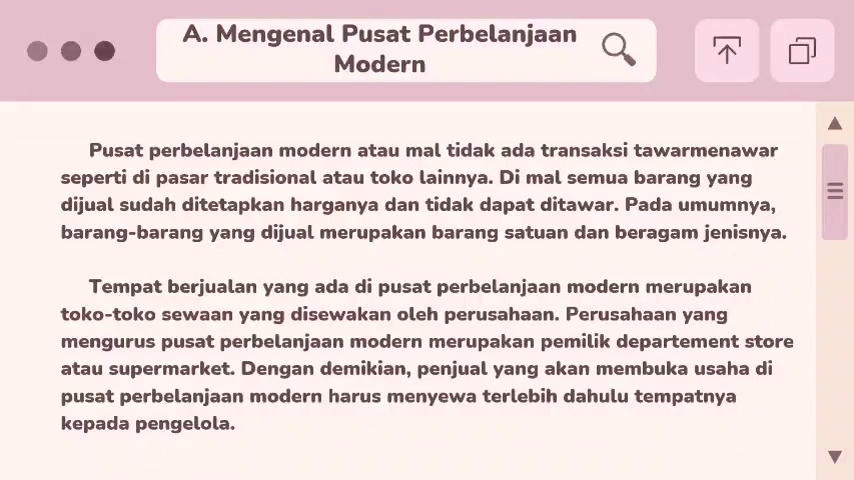 A. Mengenal Pusat Perbelanjaan
Modern
Pusat perbelanjaan modern atau mal tidak ada transaksi tawarmenawar
seperti di pasar tradisional atau toko lainnya. Di mal semua barang yang
dijual sudah ditetapkan harganya dan tidak dapat ditawar. Pada umumnya,
barang-barang yang dijual merupakan barang satuan dan beragam jenisnya.
Tempat berjualan yang ada di pusat perbelanjaan modern merupakan
toko-toko sewaan yang disewakan oleh perusahaan. Perusahaan yang
mengurus pusat perbelanjaan modern merupakan pemilik departement store
atau supermarket. Dengan demikian, penjual yang akan membuka usaha di
pusat perbelanjaan modern harus menyewa terlebih dahulu tempatnya
kepada pengelola.